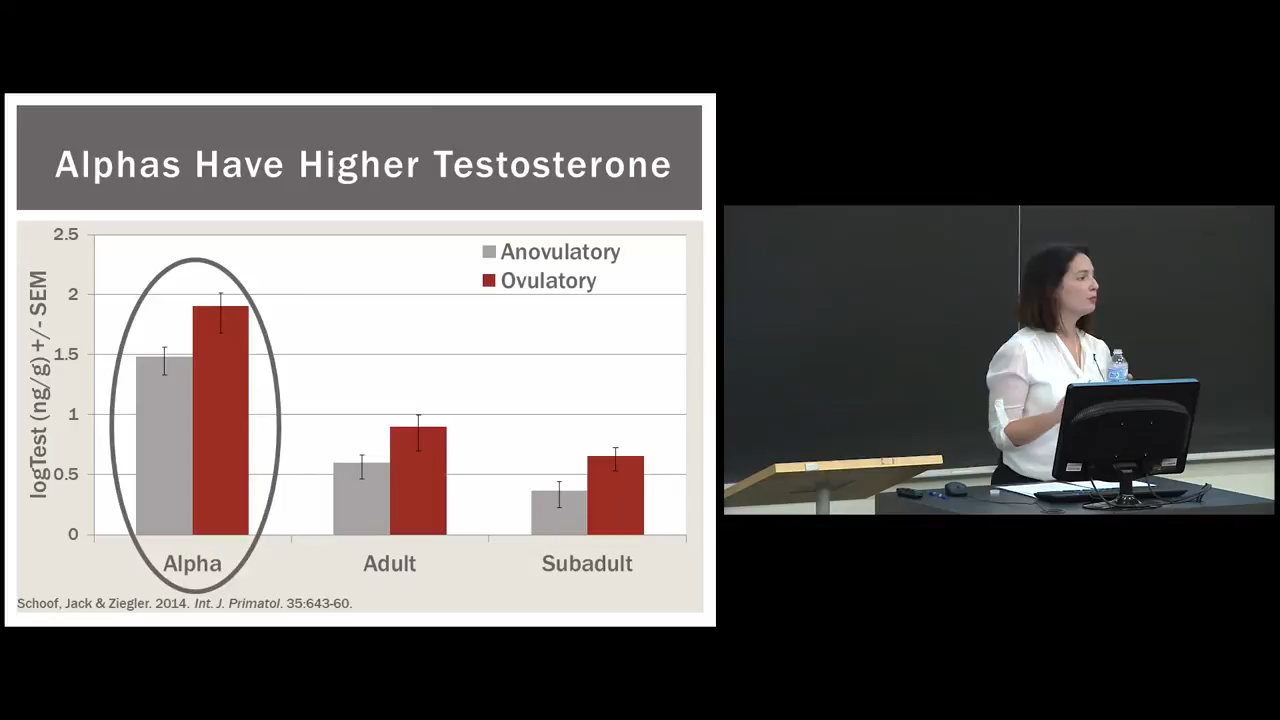 Alphas Have Higher Testosterone
2.5
2
1.5
1
0.5
0
logTest (ng/g) +/- SEM
Anovulatory
Ovulatory
Alpha
Adult
Subadult
Schoof, Jack & Ziegler. 2014. Int. J. Primatol. 35:643-60.